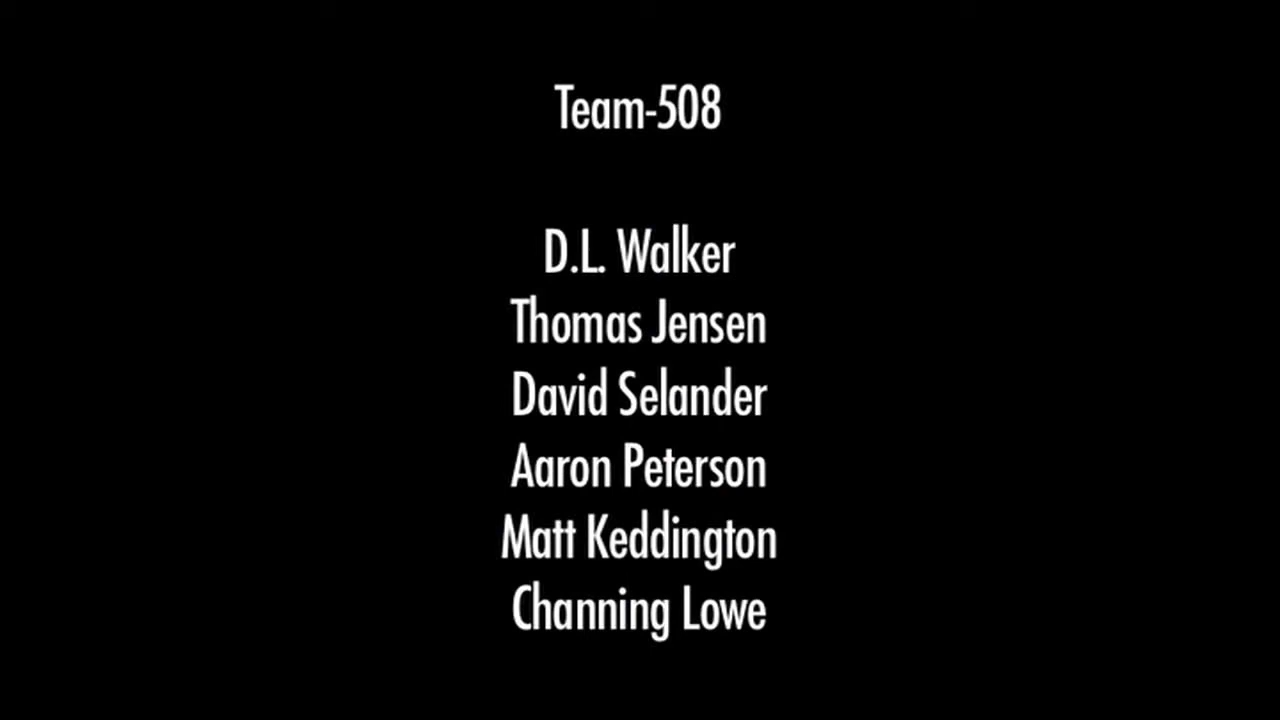 Team-508
D.L. Walker
Thomas Jensen
David Selander
Aaron Peterson
Matt Keddington
Channing Lowe